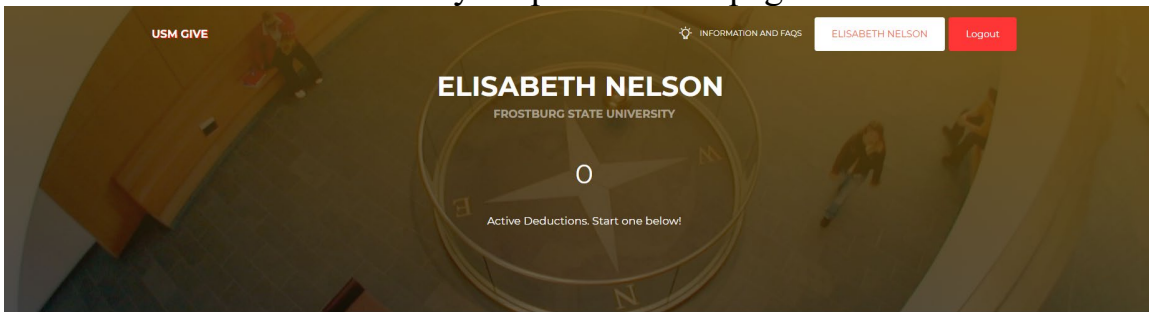 USM GIVE
INFORMATION AND FAQS
ELISABETH NELSON
Logout
ELISABETH NELSON
FROSTBURG STATE UNIVERSITY
0
Active Deductions. Start one below!
W
E
N